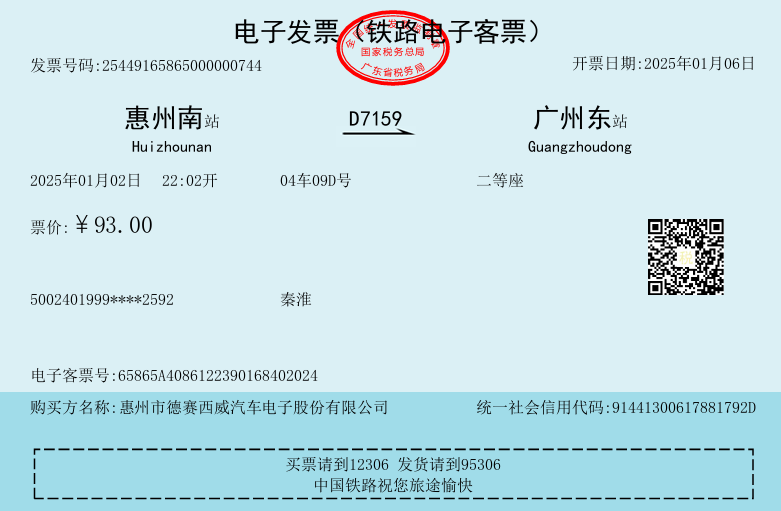 电子发票（铁路电子客票）
国家税务总局
广东省税务局
发票号码:25449165865000000744
开票日期:2025年01月06日
惠州南站
D7159
广州东站
Huizhounan
Guangzhoudong
2025年01月02日 22:02开 04车09D号 二等座
票价:￥93.00
5002401999****2592 秦淮
电子客票号:65865A4086122390168402024
购买方名称:惠州市德赛西威汽车电子股份有限公司 统一社会信用代码:91441300617881792D
买票请到12306 发货请到95306
中国铁路祝您旅途愉快